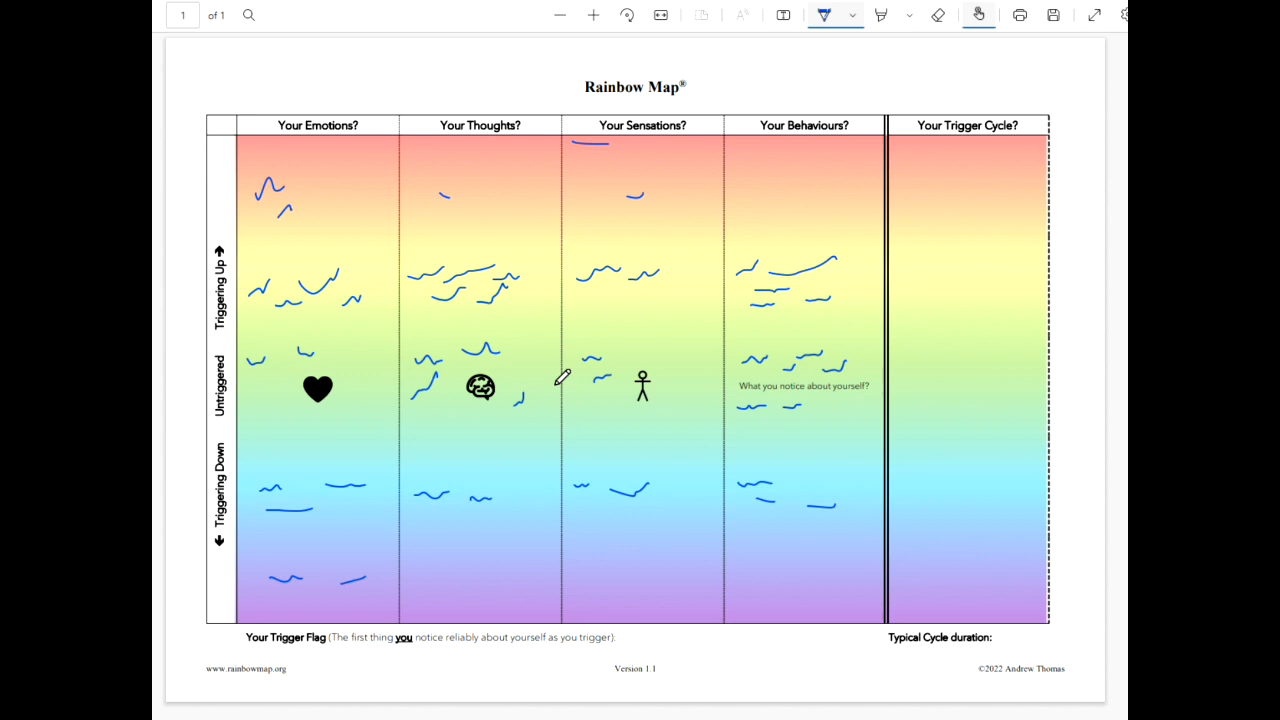 1 of 1
Rainbow Map®
Your Emotions? Your Thoughts? Your Sensations? Your Behaviours? Your Trigger Cycle?
Triggering Up
Untriggered
Triggering Down
What you notice about yourself?
Your Trigger Flag (The first thing you notice reliably about yourself as you trigger): Typical Cycle duration:
www.rainbowmap.org Version 1.1 ©2022 Andrew Thomas